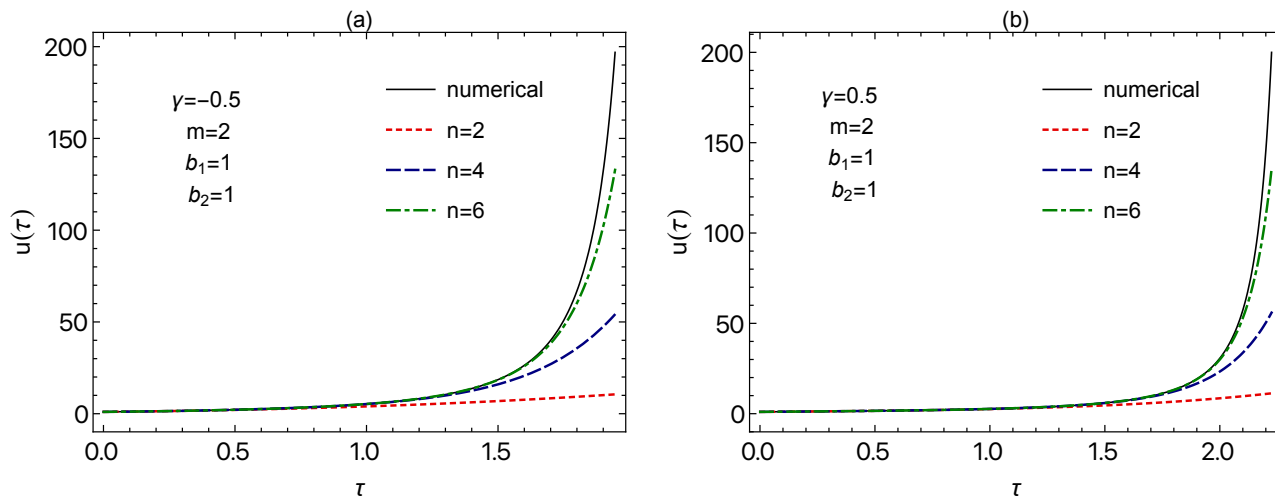 (a)
200
150
100
50
0
u(τ)
γ=−0.5
m=2
b₁=1
b₂=1
numerical
n=2
n=4
n=6
0.0 0.5 1.0 1.5
τ
(b)
200
150
100
50
0
u(τ)
γ=0.5
m=2
b₁=1
b₂=1
numerical
n=2
n=4
n=6
0.0 0.5 1.0 1.5 2.0
τ